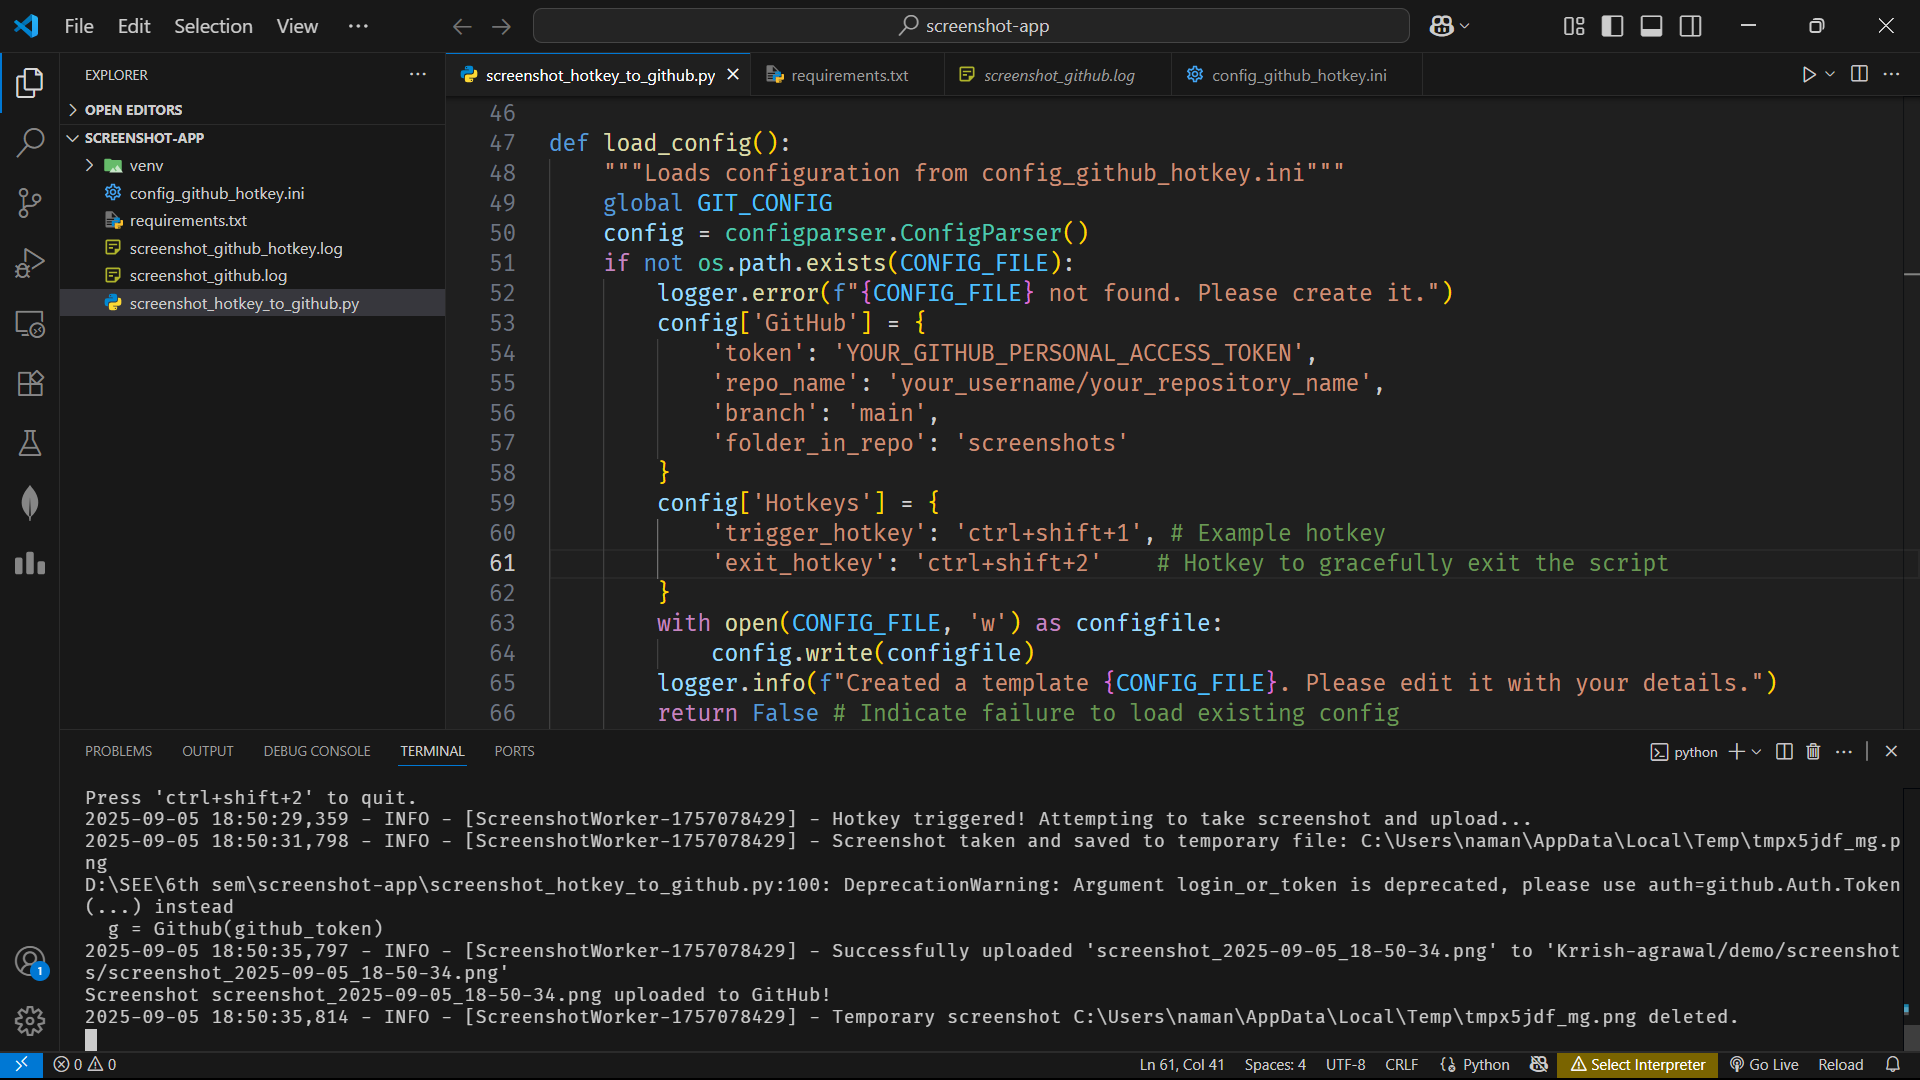 File Edit Selection View ···
screenshot-app
EXPLORER ···
OPEN EDITORS
SCREENSHOT-APP
venv
config_github_hotkey.ini
requirements.txt
screenshot_github_hotkey.log
screenshot_github.log
screenshot_hotkey_to_github.py
screenshot_hotkey_to_github.py requirements.txt screenshot_github.log config_github_hotkey.ini
46
47 def load_config():
48 """Loads configuration from config_github_hotkey.ini"""
49 global GIT_CONFIG
50 config = configparser.ConfigParser()
51 if not os.path.exists(CONFIG_FILE):
52 logger.error(f"{CONFIG_FILE} not found. Please create it.")
53 config['GitHub'] = {
54 'token': 'YOUR_GITHUB_PERSONAL_ACCESS_TOKEN',
55 'repo_name': 'your_username/your_repository_name',
56 'branch': 'main',
57 'folder_in_repo': 'screenshots'
58 }
59 config['Hotkeys'] = {
60 'trigger_hotkey': 'ctrl+shift+1', # Example hotkey
61 'exit_hotkey': 'ctrl+shift+2'    # Hotkey to gracefully exit the script
62 }
63 with open(CONFIG_FILE, 'w') as configfile:
64 config.write(configfile)
65 logger.info(f"Created a template {CONFIG_FILE}. Please edit it with your details.")
66 return False # Indicate failure to load existing config
PROBLEMS OUTPUT DEBUG CONSOLE TERMINAL PORTS
python
Press 'ctrl+shift+2' to quit.
2025-09-05 18:50:29,359 - INFO - [ScreenshotWorker-1757078429] - Hotkey triggered! Attempting to take screenshot and upload...
2025-09-05 18:50:31,798 - INFO - [ScreenshotWorker-1757078429] - Screenshot taken and saved to temporary file: C:\Users\naman\AppData\Local\Temp\tmpx5jdf_mg.p
ng
D:\SEE\6th sem\screenshot-app\screenshot_hotkey_to_github.py:100: DeprecationWarning: Argument login_or_token is deprecated, please use auth=github.Auth.Token
(...) instead
g = Github(github_token)
2025-09-05 18:50:35,797 - INFO - [ScreenshotWorker-1757078429] - Successfully uploaded 'screenshot_2025-09-05_18-50-34.png' to 'Krrish-agrawal/demo/screenshot
s/screenshot_2025-09-05_18-50-34.png'
Screenshot screenshot_2025-09-05_18-50-34.png uploaded to GitHub!
2025-09-05 18:50:35,814 - INFO - [ScreenshotWorker-1757078429] - Temporary screenshot C:\Users\naman\AppData\Local\Temp\tmpx5jdf_mg.png deleted.
1
0 0 Ln 61, Col 41 Spaces: 4 UTF-8 CRLF {} Python Select Interpreter Go Live Reload